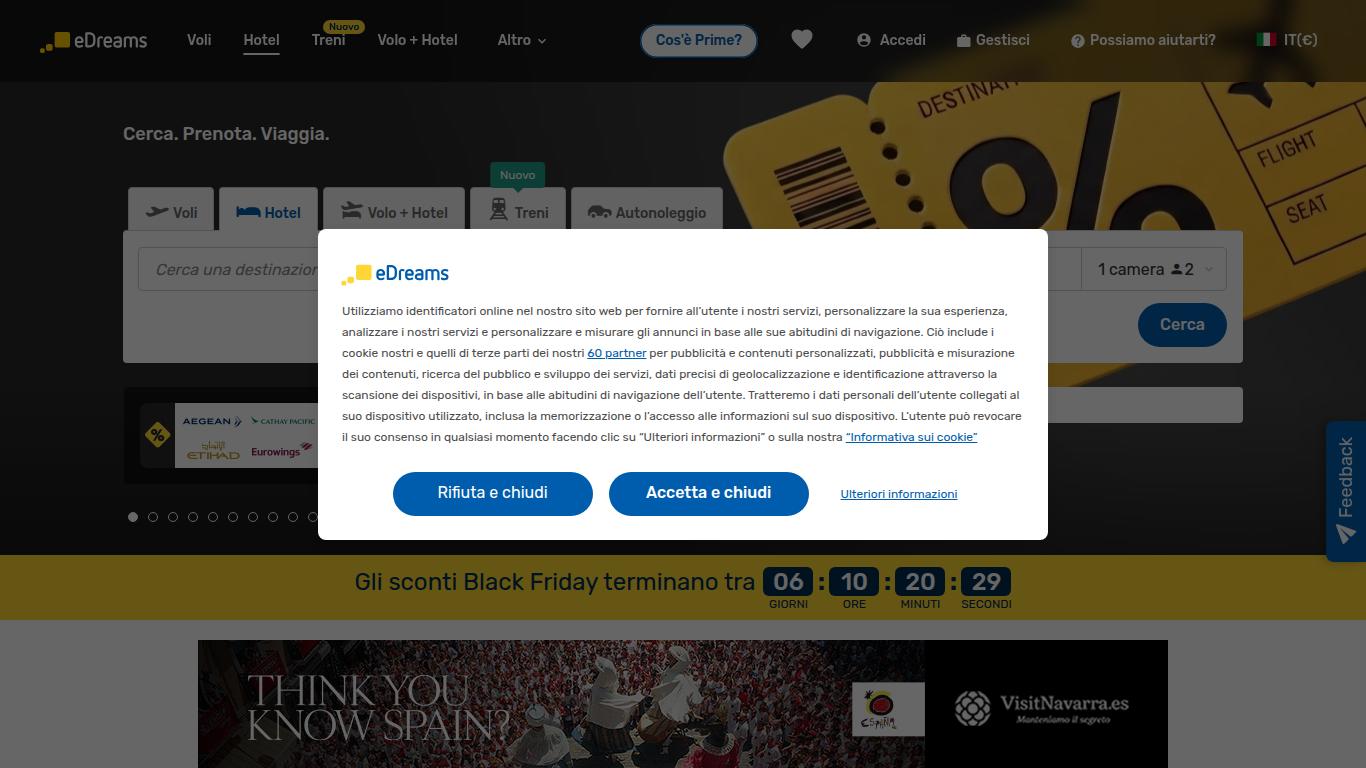 eDreams
Voli
Hotel
Nuovo
Treni
Volo + Hotel
Altro
Cos'è Prime?
Accedi
Gestisci
Possiamo aiutarti?
IT(€)
Cerca. Prenota. Viaggia.
DESTINAT
FLIGHT
SEAT
%
Nuovo
Voli
Hotel
Volo + Hotel
Treni
Autonoleggio
Cerca una destinazion
1 camera 2
Cerca
eDreams
Utilizziamo identificatori online nel nostro sito web per fornire all'utente i nostri servizi, personalizzare la sua esperienza,
analizzare i nostri servizi e personalizzare e misurare gli annunci in base alle sue abitudini di navigazione. Ciò include i
cookie nostri e quelli di terze parti dei nostri 60 partner per pubblicità e contenuti personalizzati, pubblicità e misurazione
dei contenuti, ricerca del pubblico e sviluppo dei servizi, dati precisi di geolocalizzazione e identificazione attraverso la
scansione dei dispositivi, in base alle abitudini di navigazione dell'utente. Tratteremo i dati personali dell'utente collegati al
suo dispositivo utilizzato, inclusa la memorizzazione o l'accesso alle informazioni sul suo dispositivo. L'utente può revocare
il suo consenso in qualsiasi momento facendo clic su “Ulteriori informazioni” o sulla nostra “Informativa sui cookie”
Rifiuta e chiudi
Accetta e chiudi
Ulteriori informazioni
%
AEGEAN
CATHAY PACIFIC
ETIHAD
Eurowings
Feedback
Gli sconti Black Friday terminano tra 06 : 10 : 20 : 29
GIORNI ORE MINUTI SECONDI
THINK YOU
KNOW SPAIN?
ESPAÑA
VisitNavarra.es
Manteniamo il segreto